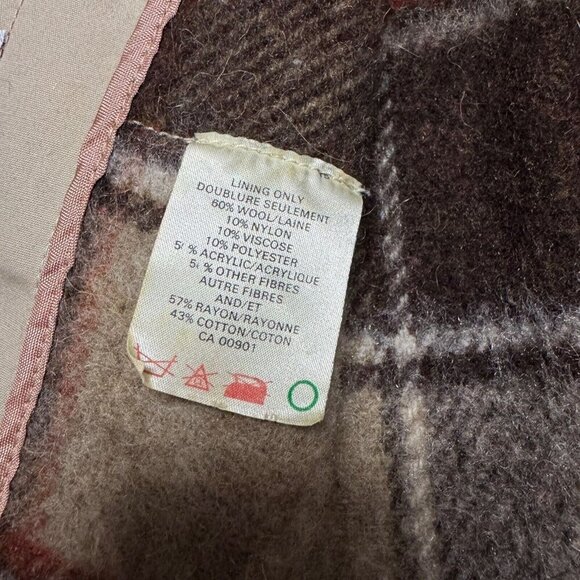 LINING ONLY
DOUBLURE SEULEMENT
60% WOOL/LAINE
10% NYLON
10% VISCOSE
10% POLYESTER
5% ACRYLIC/ACRYLIQUE
5% OTHER FIBRES
AUTRE FIBRES
AND/ET
57% RAYON/RAYONNE
43% COTTON/COTON
CA 00901